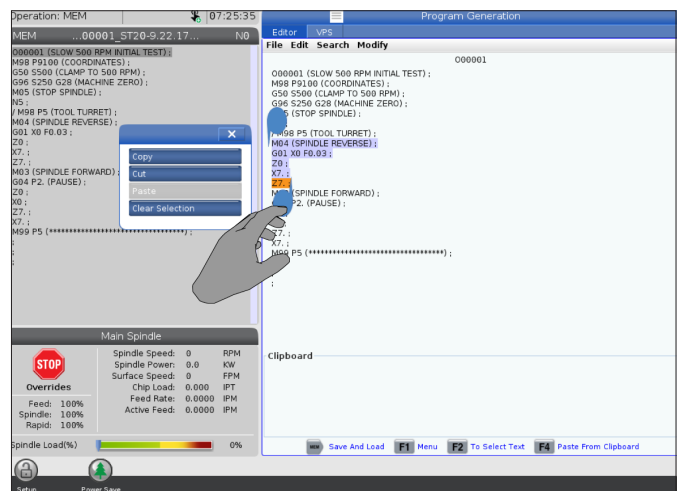 Operation: MEM
07:25:35
Program Generation
MEM ...00001_ST20-9.22.17... N0
O00001 (SLOW 500 RPM INITIAL TEST) ;
M98 P9100 (COORDINATES) ;
G50 S500 (CLAMP TO 500 RPM) ;
G96 S250 G28 (MACHINE ZERO) ;
M05 (STOP SPINDLE) ;
N5 ;
/ M98 P5 (TOOL TURRET) ;
M04 (SPINDLE REVERSE) ;
G01 X0 F0.03 ;
Z0 ;
X7. ;
Z7. ;
M03 (SPINDLE FORWARD) ;
G04 P2. (PAUSE) ;
Z0 ;
X0 ;
Z7. ;
X7. ;
M99 P5 (**********************************) ;
;
;
Copy
Cut
Paste
Clear Selection
Editor VPS
File Edit Search Modify
O00001
O00001 (SLOW 500 RPM INITIAL TEST) ;
M98 P9100 (COORDINATES) ;
G50 S500 (CLAMP TO 500 RPM) ;
G96 S250 G28 (MACHINE ZERO) ;
(STOP SPINDLE) ;
/ M98 P5 (TOOL TURRET) ;
M04 (SPINDLE REVERSE) ;
G01 X0 F0.03 ;
Z0 ;
X7. ;
Z7. ;
(SPINDLE FORWARD) ;
P2. (PAUSE) ;
Z7. ;
X7. ;
M99 P5 (**********************************) ;
;
;
Main Spindle
STOP
Overrides
Feed: 100%
Spindle: 100%
Rapid: 100%
Spindle Speed: 0 RPM
Spindle Power: 0.0 KW
Surface Speed: 0 FPM
Chip Load: 0.000 IPT
Feed Rate: 0.0000 IPM
Active Feed: 0.0000 IPM
Spindle Load(%) 0%
Clipboard
MEM Save And Load F1 Menu F2 To Select Text F4 Paste From Clipboard
Setup Power Save